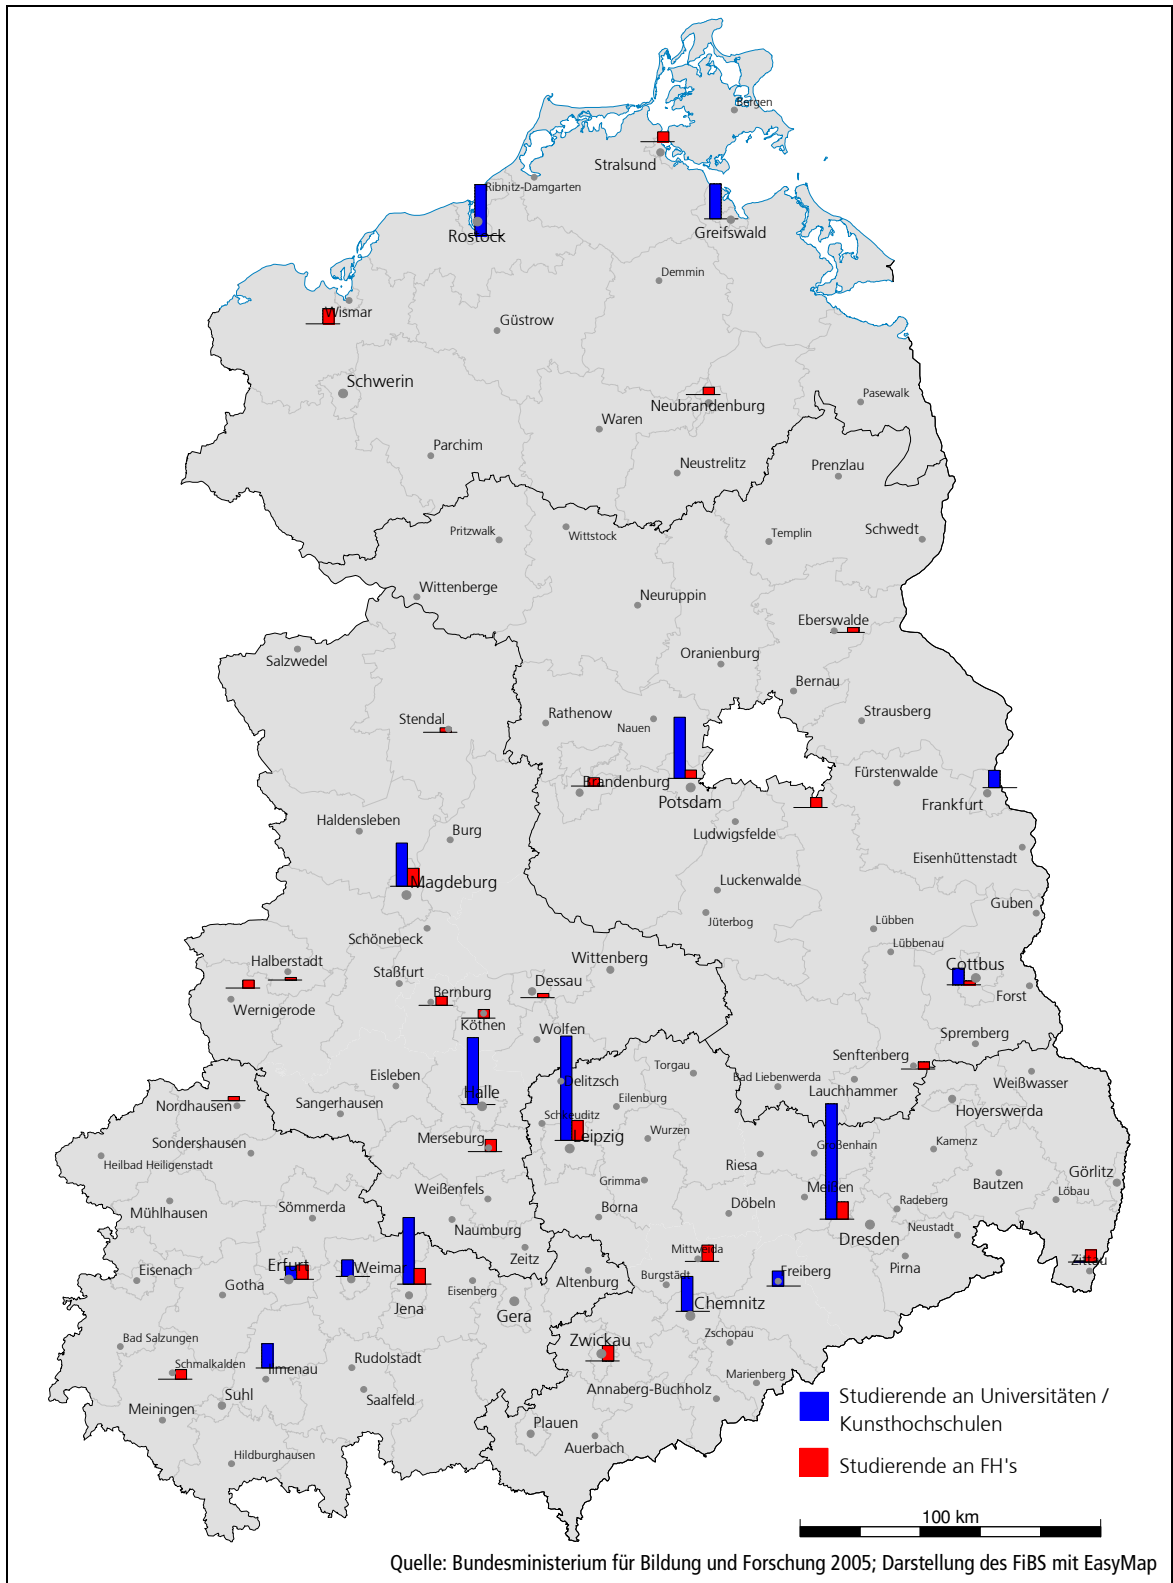 Bergen
Stralsund
Ribnitz-Damgarten
Rostock
Greifswald
Demmin
Wismar
Güstrow
Schwerin
Pasewalk
Neubrandenburg
Waren
Parchim
Neustrelitz
Prenzlau
Pritzwalk
Wittstock
Templin
Schwedt
Wittenberge
Neuruppin
Eberswalde
Salzwedel
Oranienburg
Bernau
Stendal
Rathenow
Nauen
Strausberg
Brandenburg
Potsdam
Fürstenwalde
Frankfurt
Haldensleben
Burg
Ludwigsfelde
Eisenhüttenstadt
Magdeburg
Luckenwalde
Jüterbog
Guben
Lübben
Schönebeck
Lübbenau
Halberstadt
Staßfurt
Wittenberg
Cottbus
Wernigerode
Bernburg
Dessau
Forst
Köthen
Wolfen
Spremberg
Senftenberg
Eisleben
Torgau
Bad Liebenwerda
Weißwasser
Delitzsch
Lauchhammer
Nordhausen
Sangerhausen
Halle
Eilenburg
Hoyerswerda
Schkeuditz
Merseburg
Leipzig
Wurzen
Großenhain
Kamenz
Sondershausen
Heilbad Heiligenstadt
Riesa
Görlitz
Weißenfels
Grimma
Meißen
Bautzen
Löbau
Mühlhausen
Sömmerda
Naumburg
Borna
Döbeln
Radeberg
Neustadt
Dresden
Zeitz
Mittweida
Pirna
Zittau
Eisenach
Erfurt
Weimar
Gotha
Jena
Eisenberg
Altenburg
Burgstädt
Freiberg
Gera
Chemnitz
Bad Salzungen
Zwickau
Zschopau
Schmalkalden
Ilmenau
Rudolstadt
Suhl
Saalfeld
Annaberg-Buchholz
Marienberg
Meiningen
Plauen
Auerbach
Hildburghausen
Studierende an Universitäten /
Kunsthochschulen
Studierende an FH's
100 km
Quelle: Bundesministerium für Bildung und Forschung 2005; Darstellung des FiBS mit EasyMap